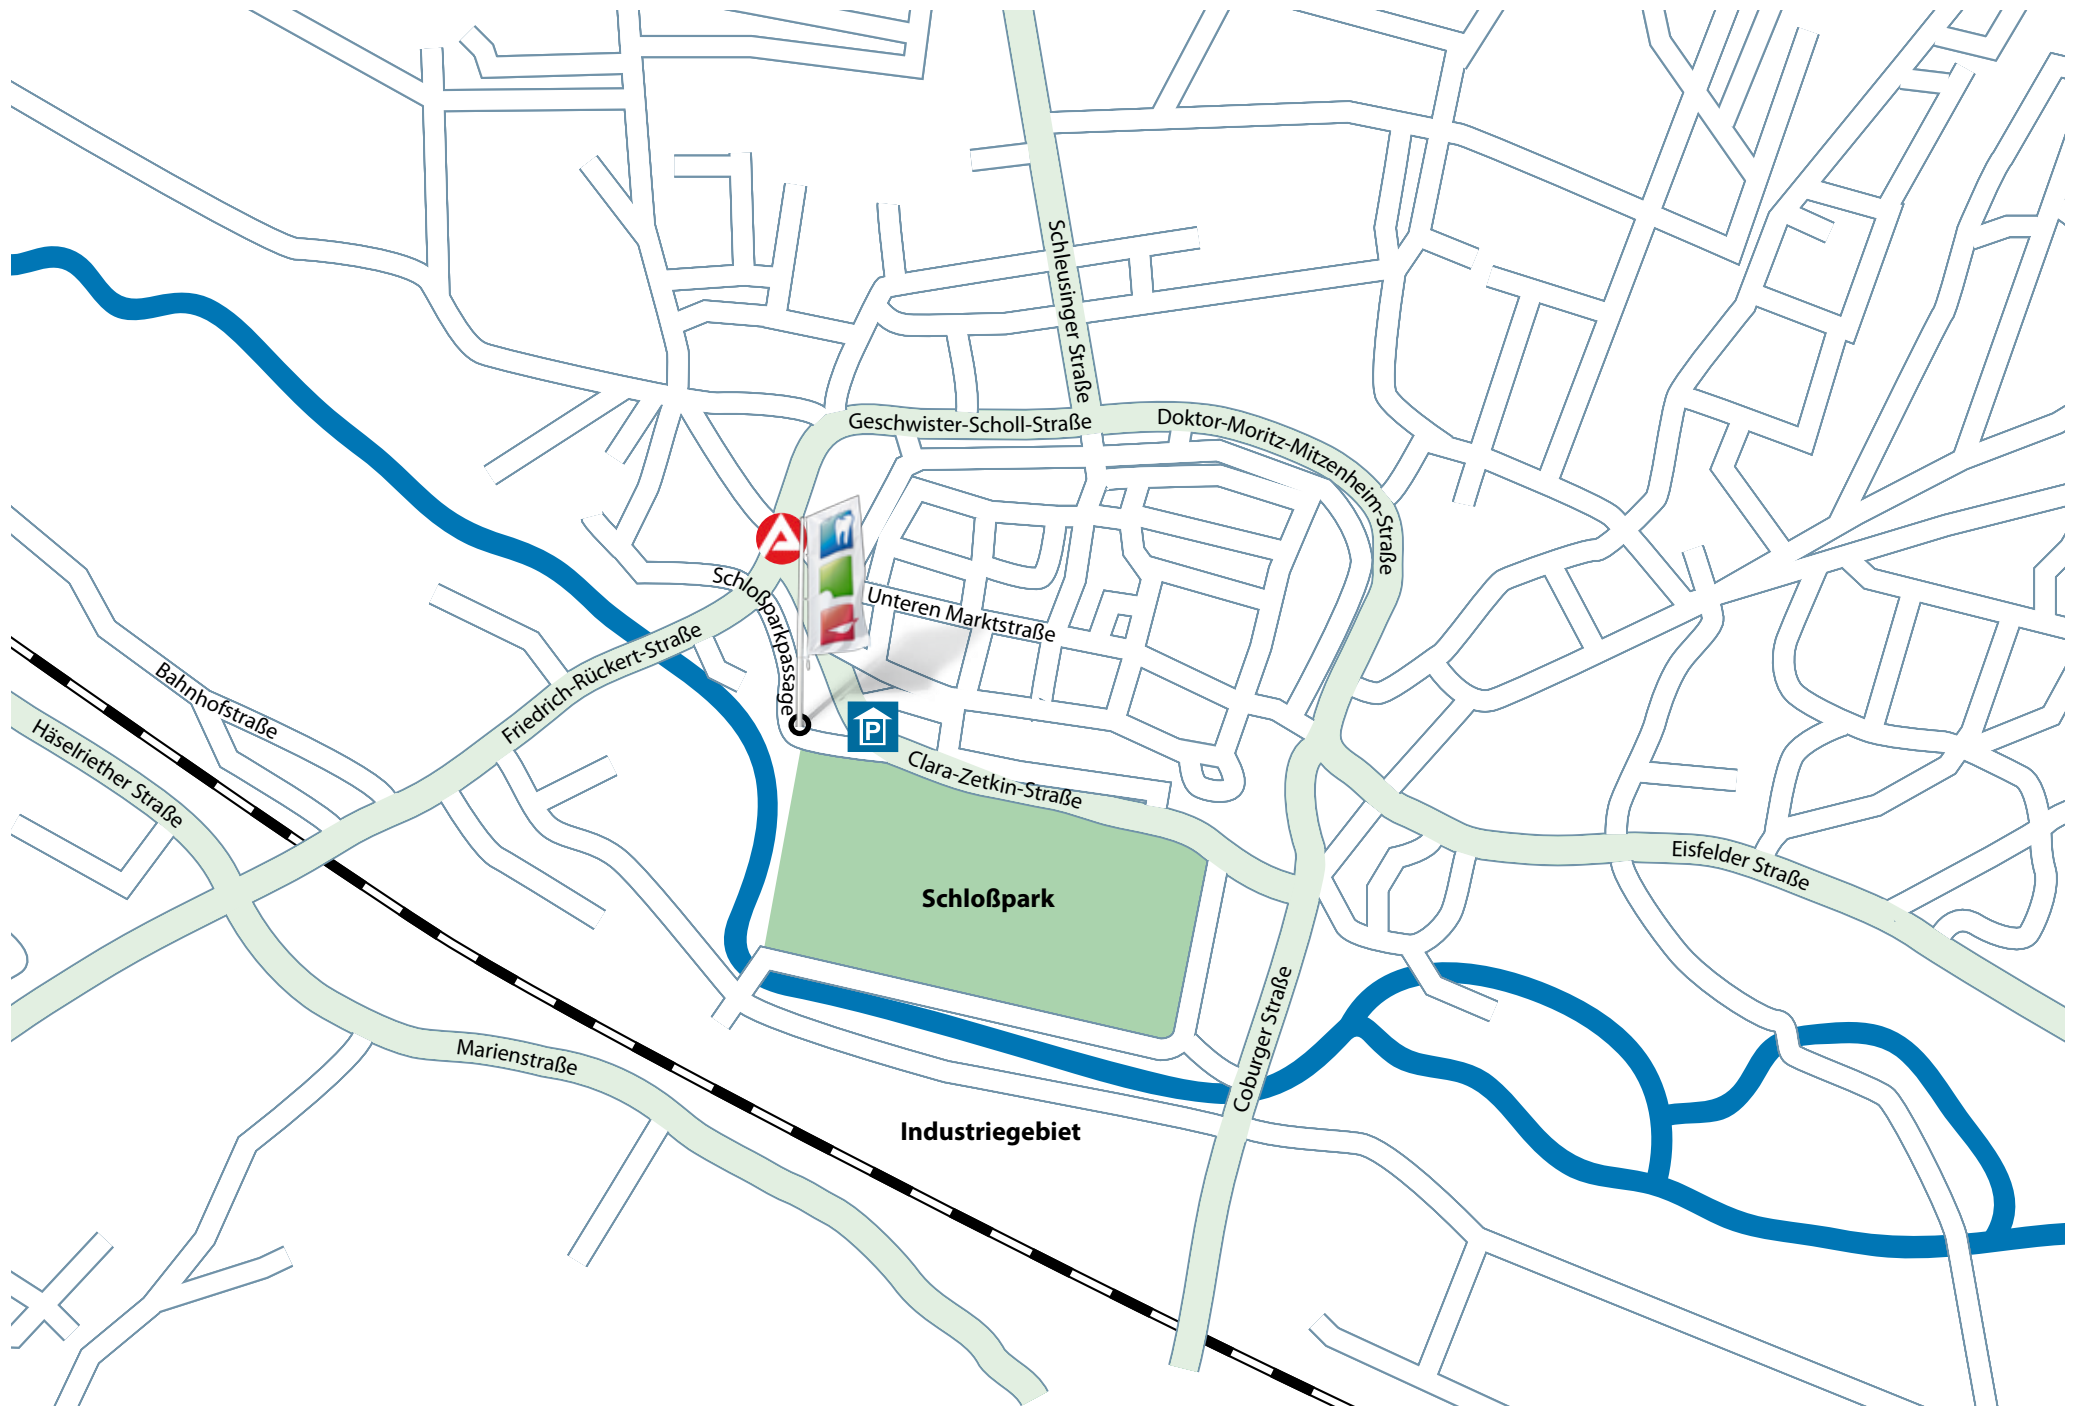 Schleusinger Straße
Geschwister-Scholl-Straße
Doktor-Moritz-Mitzenheim-Straße
Schloßparkpassage
Unteren Marktstraße
Friedrich-Rückert-Straße
Bahnhofstraße
Häselriether Straße
P
Clara-Zetkin-Straße
Eisfelder Straße
Schloßpark
Coburger Straße
Marienstraße
Industriegebiet